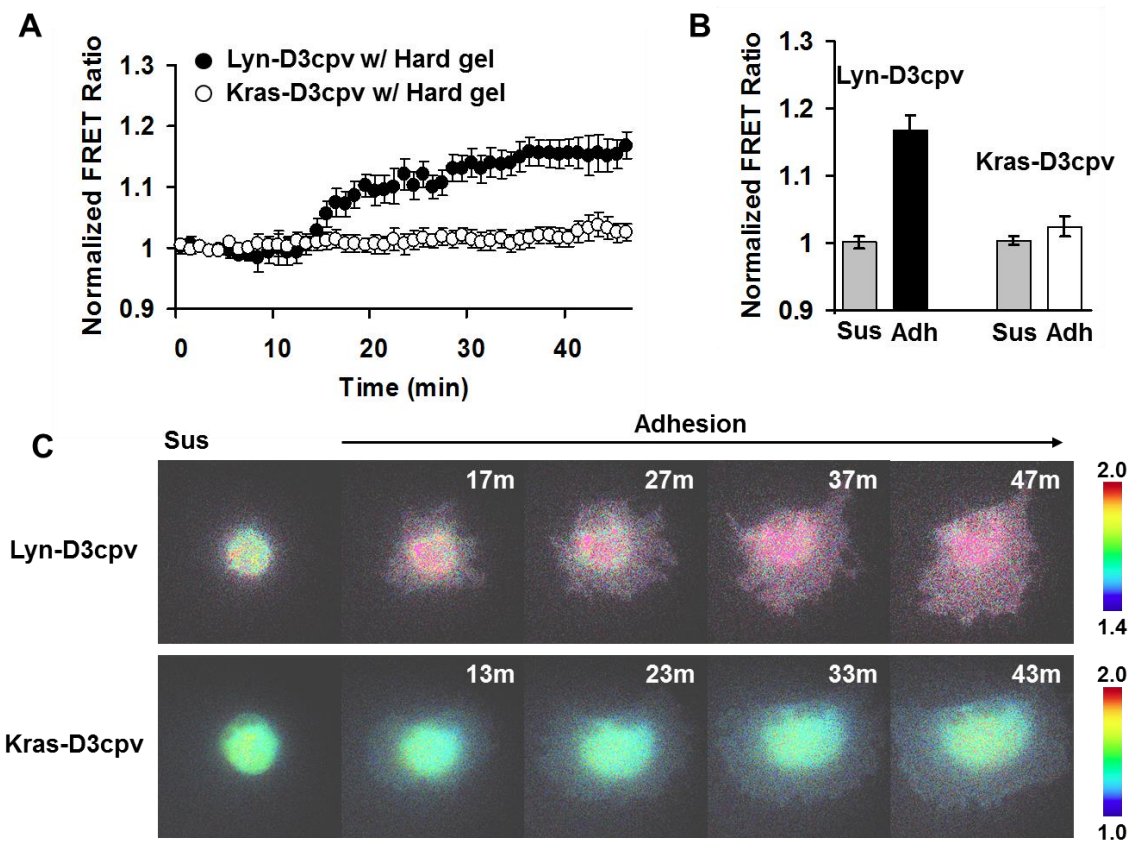 A
Normalized FRET Ratio
1.3
1.2
1.1
1
0.9
Lyn-D3cpv w/ Hard gel
Kras-D3cpv w/ Hard gel
0 10 20 30 40
Time (min)
B
Normalized FRET Ratio
1.3
1.2
1.1
1
0.9
Lyn-D3cpv
Kras-D3cpv
Sus Adh Sus Adh
C
Sus Adhesion
Lyn-D3cpv
17m 27m 37m 47m
2.0
1.4
Kras-D3cpv
13m 23m 33m 43m
2.0
1.0